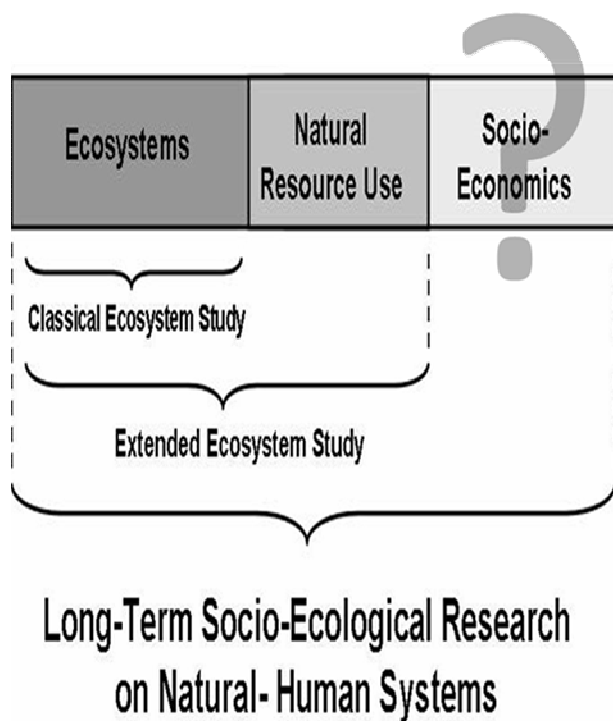 ?
Ecosystems
Natural
Resource Use
Socio-
Economics
Classical Ecosystem Study
Extended Ecosystem Study
Long-Term Socio-Ecological Research
on Natural- Human Systems